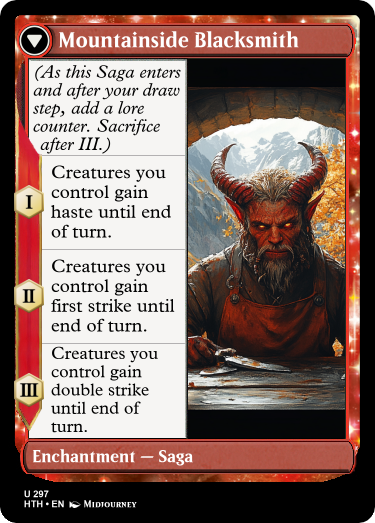 Mountainside Blacksmith
(As this Saga enters
and after your draw
step, add a lore
counter. Sacrifice
after III.)
I
Creatures you
control gain
haste until end
of turn.
II
Creatures you
control gain
first strike until
end of turn.
III
Creatures you
control gain
double strike
until end of
turn.
Enchantment — Saga
U 297
HTH • EN Midjourney